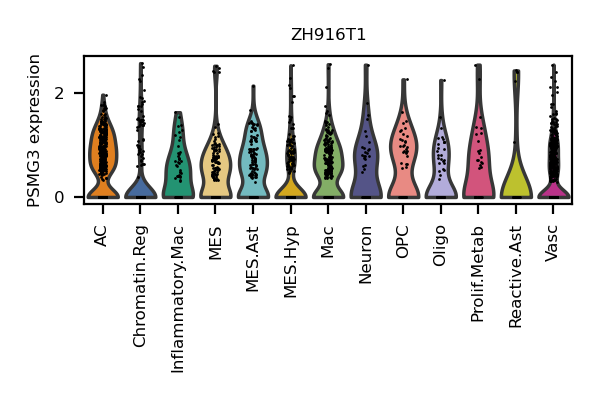 ZH916T1
PSMG3 expression
2
0
AC
Chromatin.Reg
Inflammatory.Mac
MES
MES.Ast
MES.Hyp
Mac
Neuron
OPC
Oligo
Prolif.Metab
Reactive.Ast
Vasc